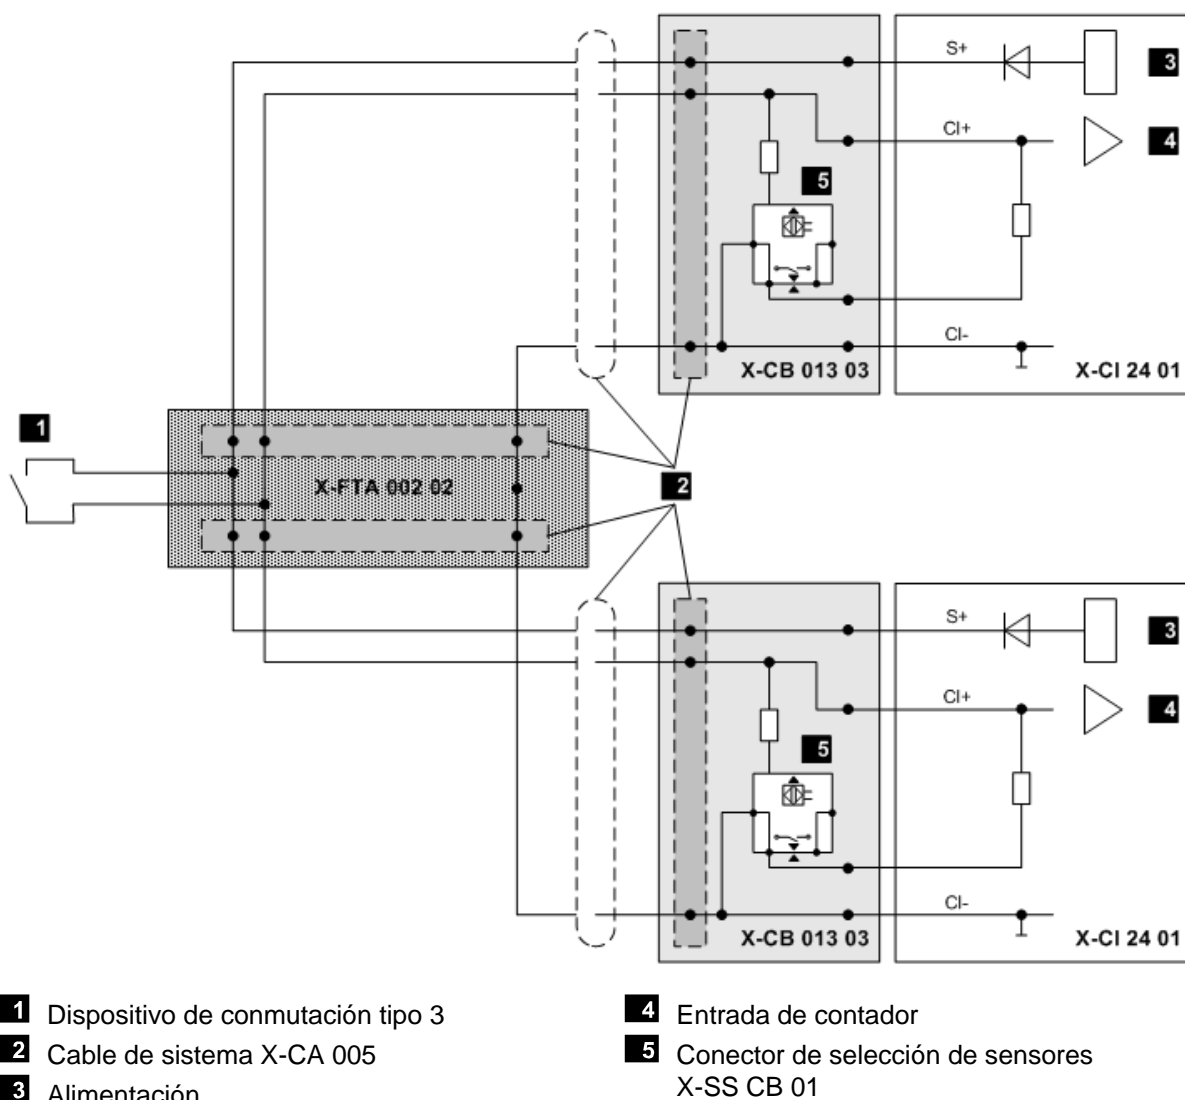 S+
3
CI+
4
5
CI-
X-CB 013 03
X-CI 24 01
1
X-FTA 002 02
2
S+
3
CI+
4
5
CI-
X-CB 013 03
X-CI 24 01
1 Dispositivo de conmutación tipo 3
2 Cable de sistema X-CA 005
3 Alimentación
4 Entrada de contador
5 Conector de selección de sensores
X-SS CB 01